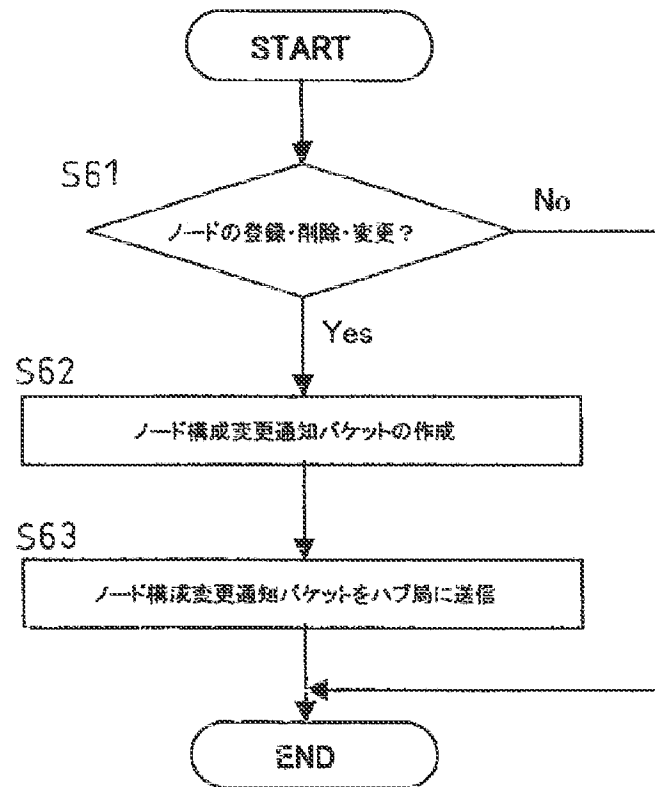 START
S61
ノードの登録・削除・変更?
No
Yes
S62
ノード構成変更通知パケットの作成
S63
ノード構成変更通知パケットをハブ局に送信
END